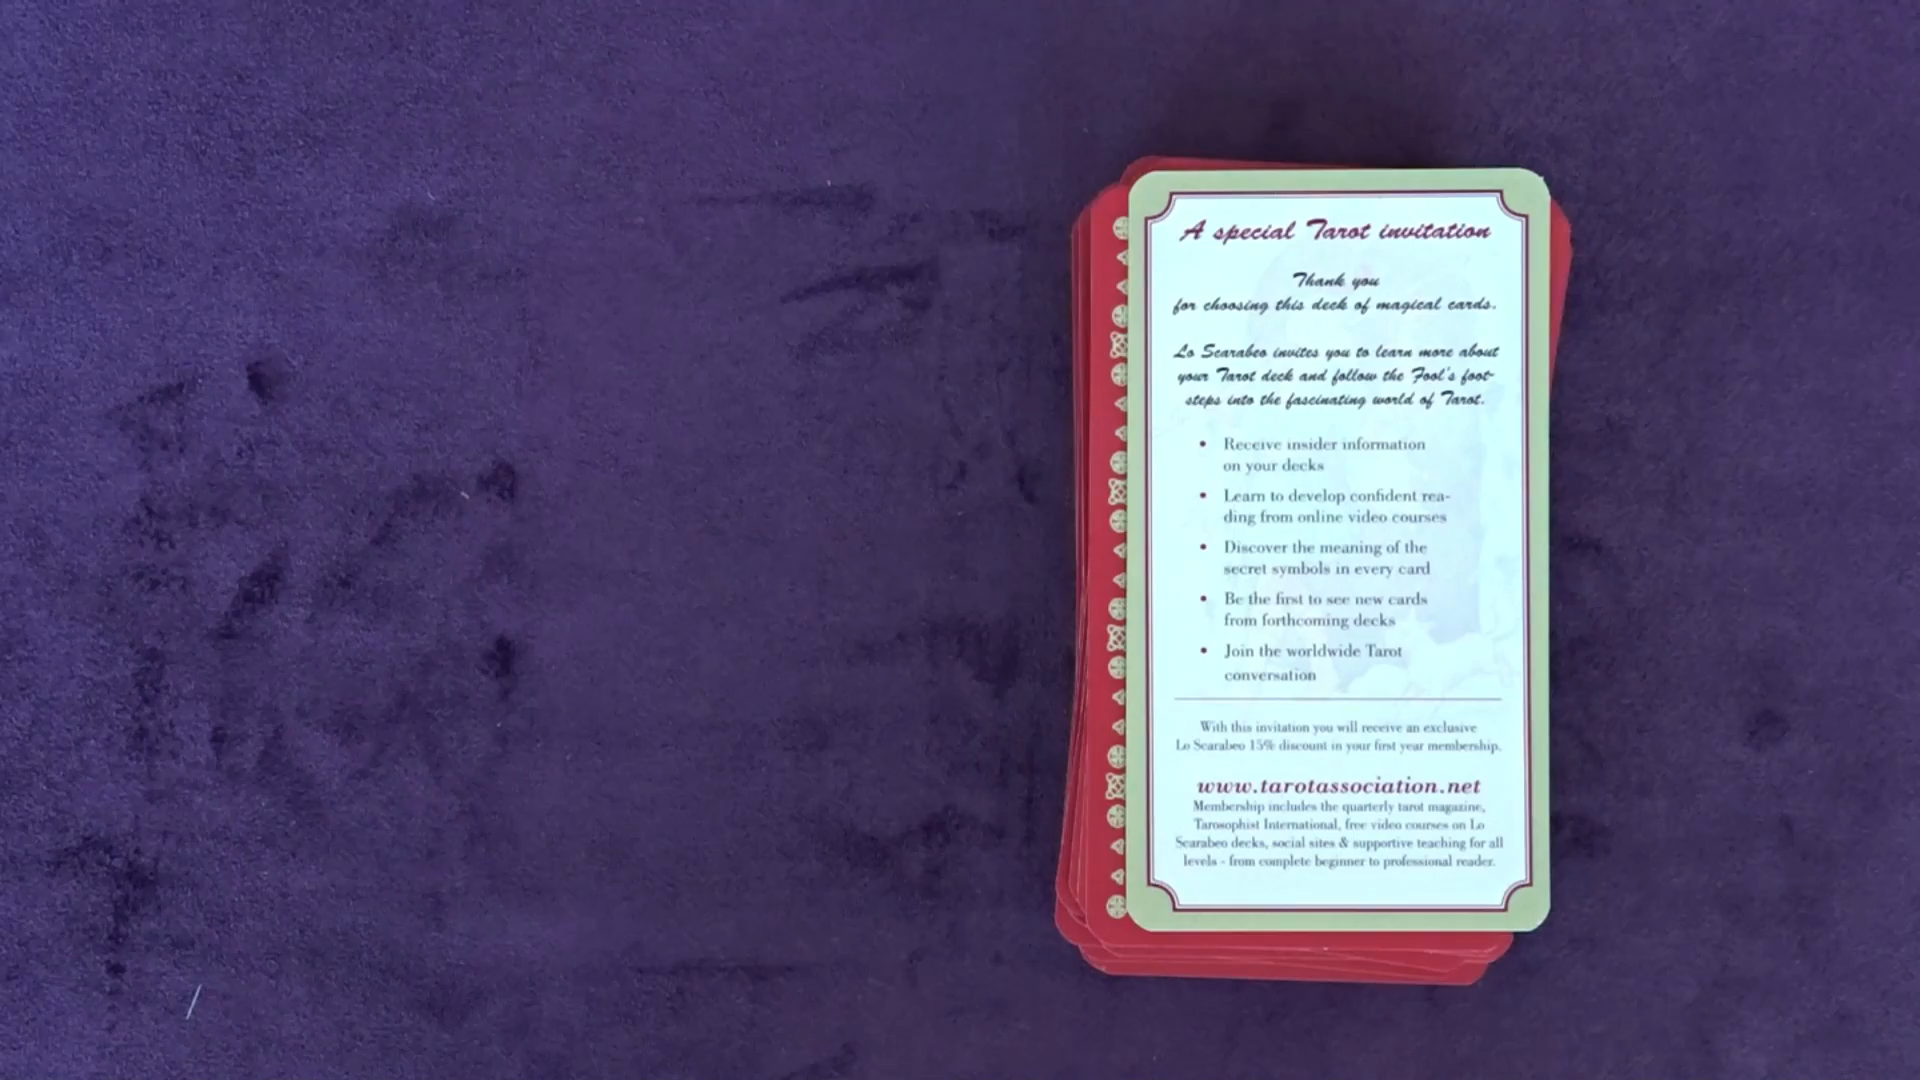 A special Tarot invitation
Thank you
for choosing this deck of magical cards.
Lo Scarabeo invites you to learn more about
your Tarot deck and follow the Fool's foot-
steps into the fascinating world of Tarot.
• Receive insider information
on your decks
• Learn to develop confident rea-
ding from online video courses
• Discover the meaning of the
secret symbols in every card
• Be the first to see new cards
from forthcoming decks
• Join the worldwide Tarot
conversation
With this invitation you will receive an exclusive
Lo Scarabeo 15% discount in your first year membership.
www.tarotassociation.net
Membership includes the quarterly tarot magazine,
Tarosophist International, free video courses on Lo
Scarabeo decks, social sites & supportive teaching for all
levels - from complete beginner to professional reader.